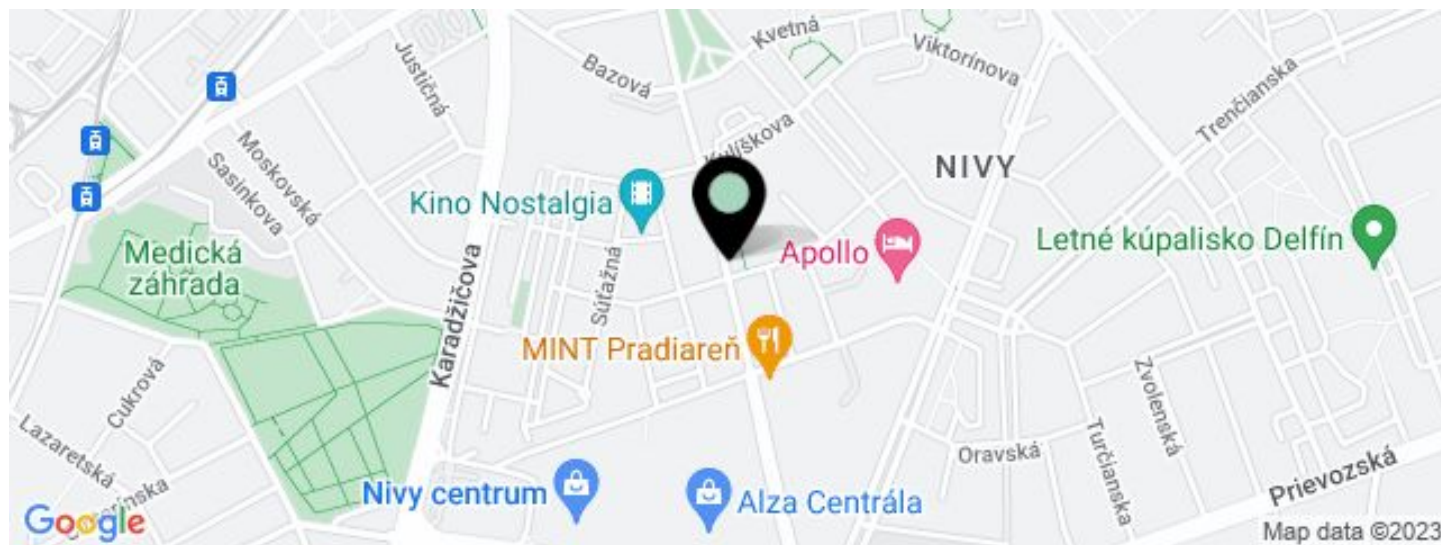 Kvetná
Viktorínova
Justičná
Bazová
Trenčianska
Kulíškova
Moskovská
Sasinkova
NIVY
Kino Nostalgia
Letné kúpalisko Delfín
Apollo
Medická
záhrada
Súťažná
Karadžičova
MINT Pradiareň
Cukrová
Zvolenská
Lazaretská
Oravská
Turčianska
Prievozská
Nivy centrum
Alza Centrála
Google
Map data ©2023